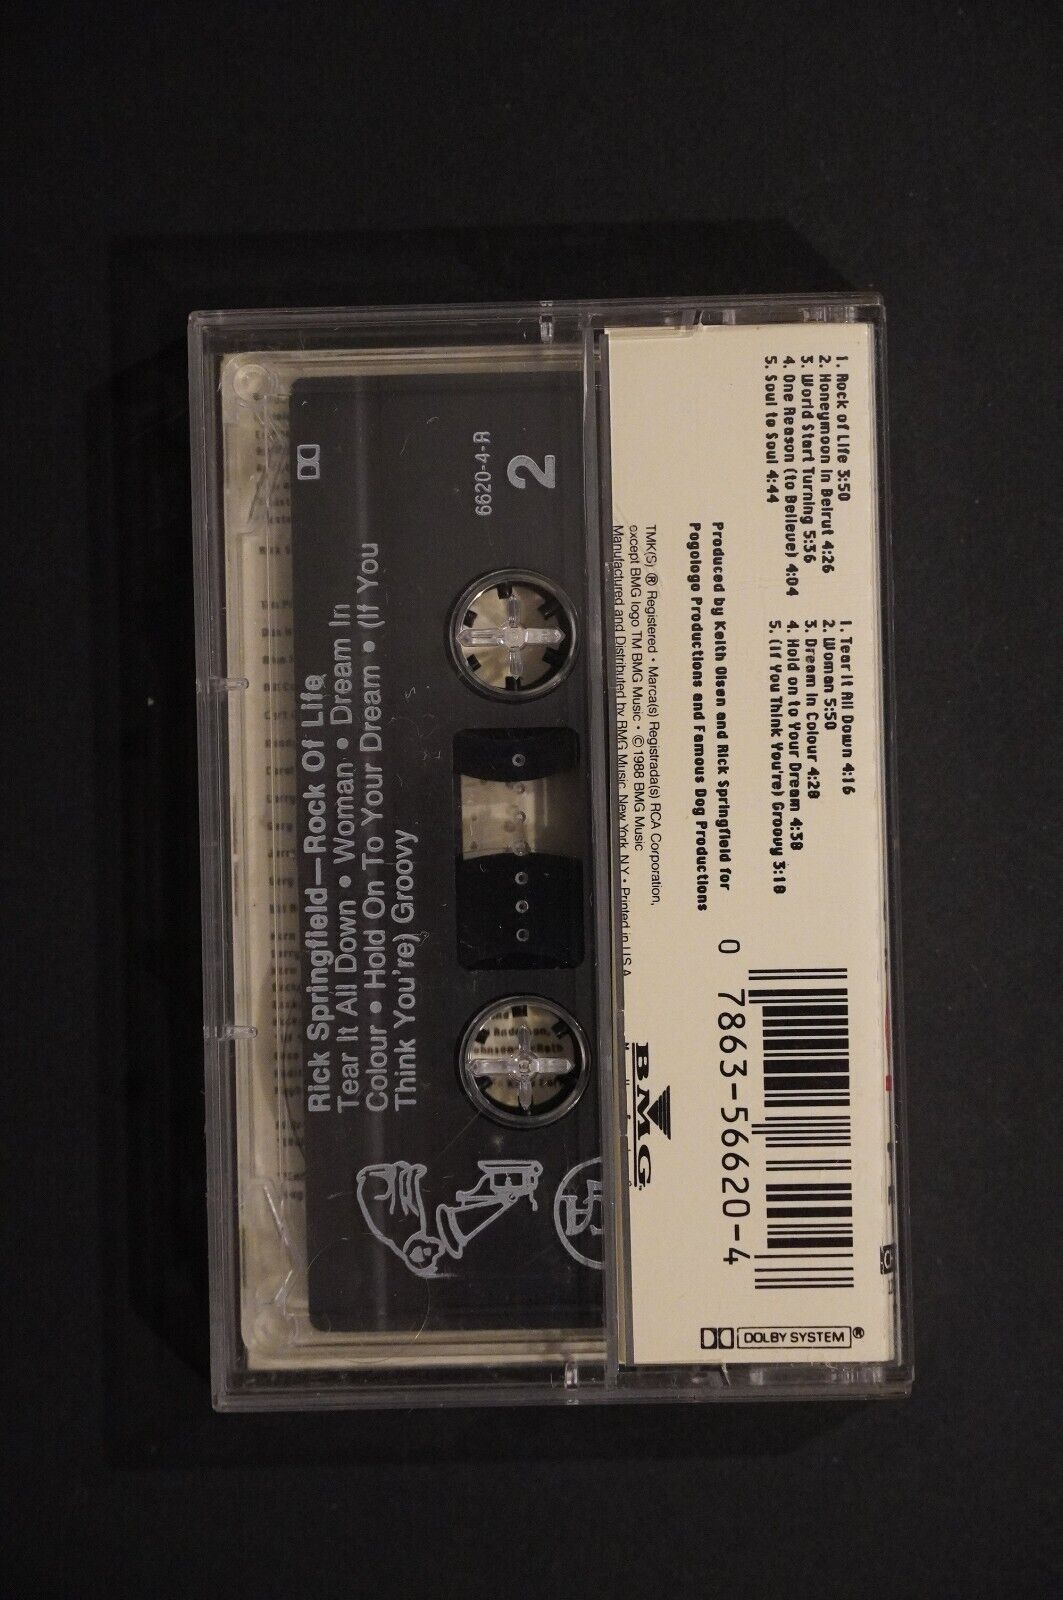 1. Rock of Life 3:50
2. Honeymoon In Beirut 4:26
3. World Start Turning 5:36
4. One Reason (to Believe) 4:04
5. Soul to Soul 4:44
1. Tear It All Down 4:16
2. Woman 5:50
3. Dream In Colour 4:28
4. Hold on to Your Dream 4:38
5. (If You Think You're) Groovy 3:18
Produced by Keith Olsen and Rick Springfield for
Pogologo Productions and Famous Dog Productions
TMK(S) ® Registered • Marca(s) Registrada(s) RCA Corporation,
except BMG logo TM BMG Music • © 1988 BMG Music
Manufactured and Distributed by BMG Music, New York, N.Y. • Printed in U.S.A.
BMG
0 7863-56620-4
DOLBY SYSTEM®
2
6620-4-R
Rick Springfield—Rock Of Life
Tear It All Down • Woman • Dream In
Colour • Hold On To Your Dream • (If You
Think You're) Groovy